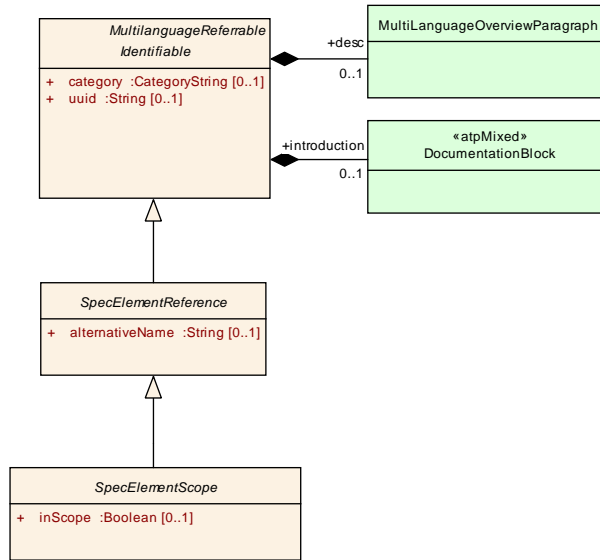 MultilanguageReferrable
Identifiable
+ category :CategoryString [0..1]
+ uuid :String [0..1]
+desc
0..1
MultiLanguageOverviewParagraph
+introduction
0..1
«atpMixed»
DocumentationBlock
SpecElementReference
+ alternativeName :String [0..1]
SpecElementScope
+ inScope :Boolean [0..1]